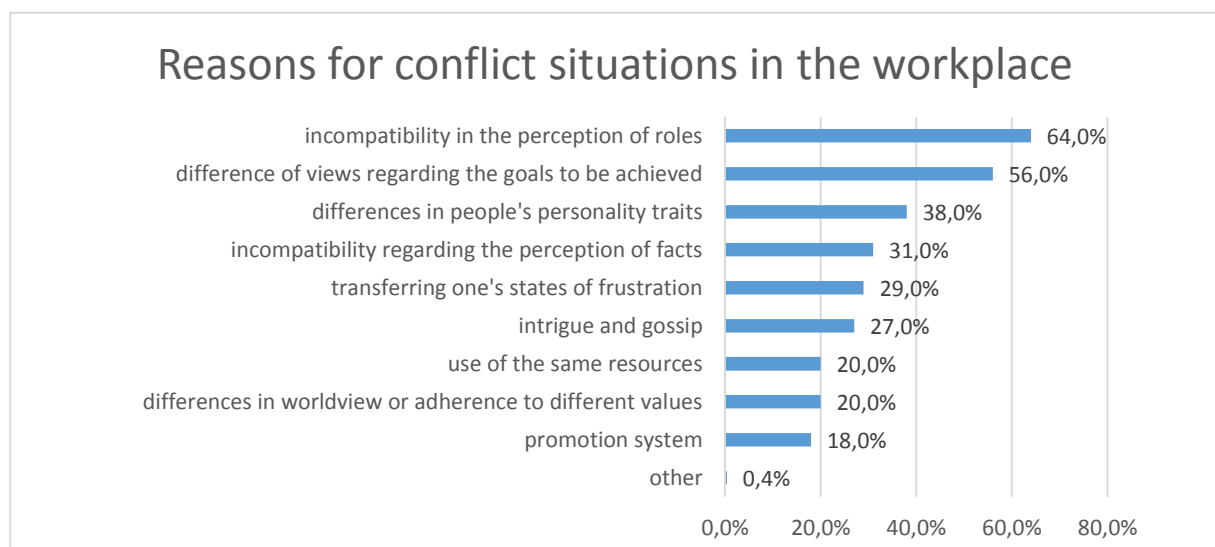 Reasons for conflict situations in the workplace
incompatibility in the perception of roles 64,0%
difference of views regarding the goals to be achieved 56,0%
differences in people's personality traits 38,0%
incompatibility regarding the perception of facts 31,0%
transferring one's states of frustration 29,0%
intrigue and gossip 27,0%
use of the same resources 20,0%
differences in worldview or adherence to different values 20,0%
promotion system 18,0%
other 0,4%
0,0% 20,0% 40,0% 60,0% 80,0%